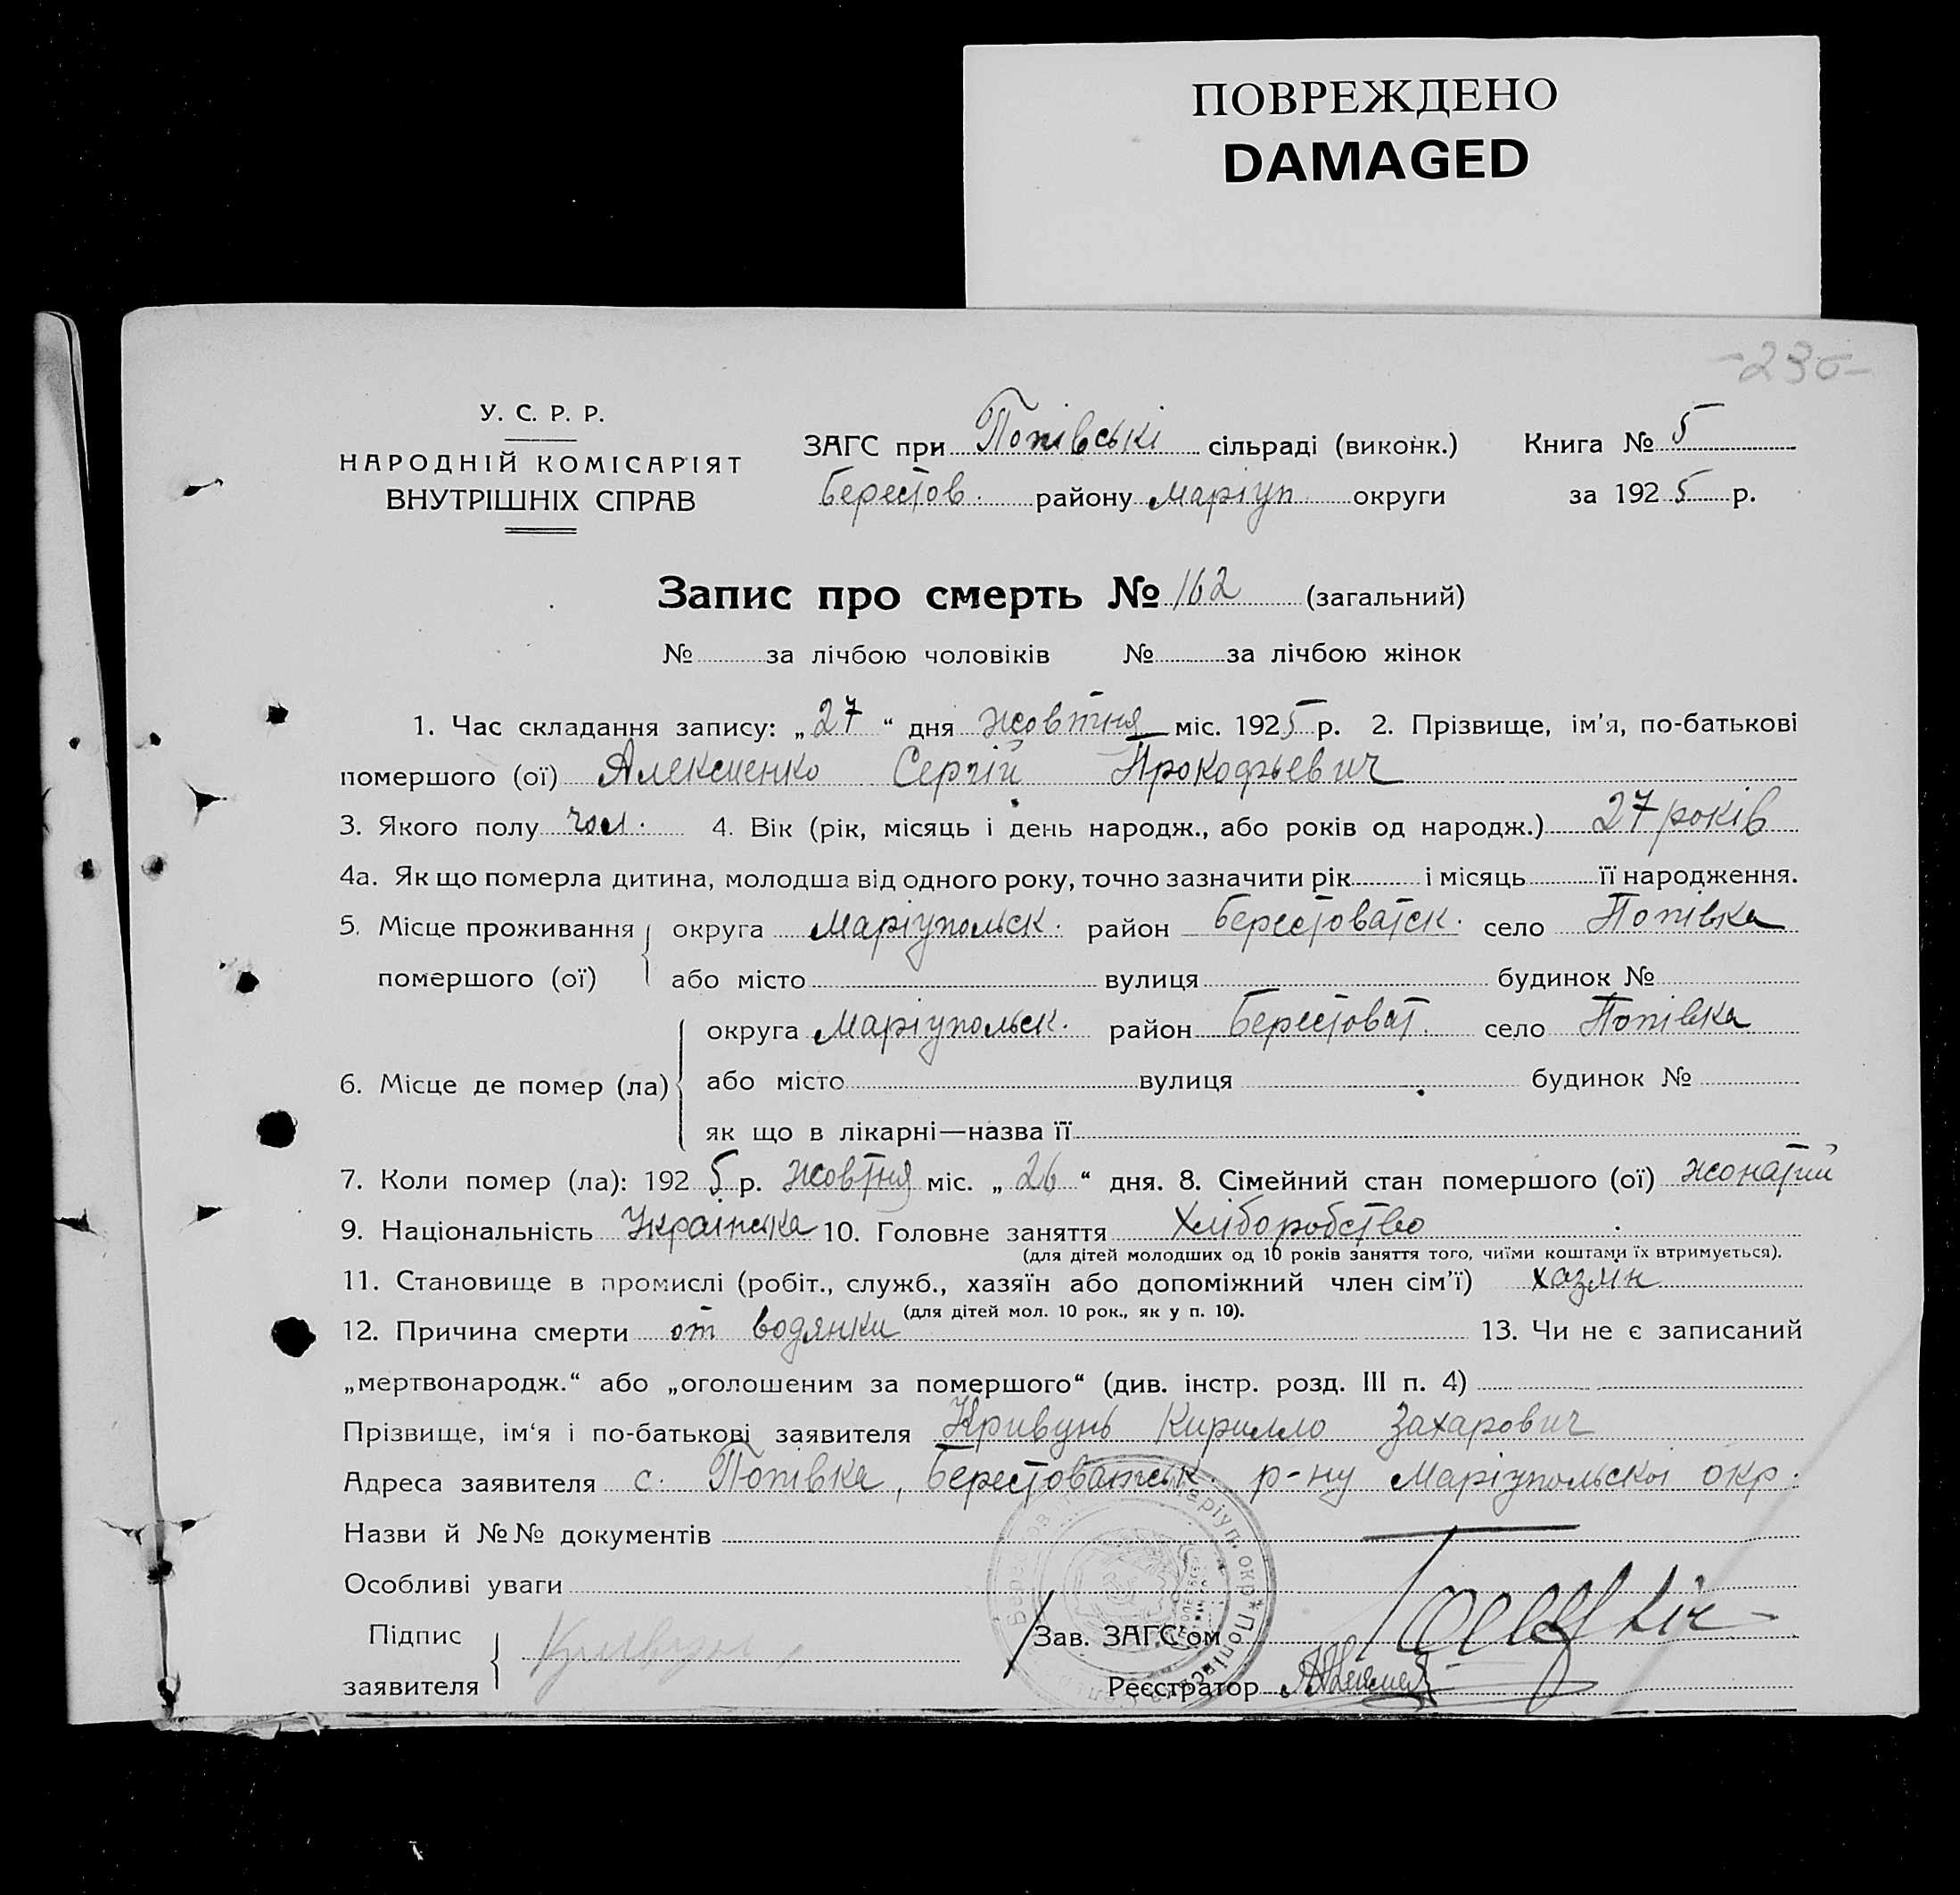 ПОВРЕЖДЕНО
DAMAGED
-230-
У. С. Р. Р.
НАРОДНІЙ КОМІСАРІЯТ
ВНУТРІШНІХ СПРАВ
ЗАГС при Попівські сільраді (виконк.) Книга № 5
Берестов. району Маріуп округи за 1925 р.
Запис про смерть № 162 (загальний)
№ за лічбою чоловіків № за лічбою жінок
1. Час складання запису: „27“ дня жовтня міс. 1925 р. 2. Прізвище, ім'я, по-батькові
помершого (ої) Алексиенко Сергій Прокофьевич
3. Якого полу чол. 4. Вік (рік, місяць і день народж., або років од народж.) 27 років
4а. Як що померла дитина, молодша від одного року, точно зазначити рік і місяць її народження.
5. Місце проживання округа Маріупольск. район Берестоватск. село Попівка
помершого (ої) або місто вулиця будинок №
округа Маріупольск. район Берестоват. село Попівка
6. Місце де помер (ла) або місто вулиця будинок №
як що в лікарні—назва її
7. Коли помер (ла): 1925 р. жовтня міс. „26“ дня. 8. Сімейний стан помершого (ої) жонатий
9. Національність Українська 10. Головне заняття Хліборобство
(для дітей молодших од 10 років заняття того, чиїми коштами їх втримується).
11. Становище в промислі (робіт., служб., хазяїн або допоміжний член сім'ї) хазяін
(для дітей мол. 10 рок., як у п. 10).
12. Причина смерти от водянки 13. Чи не є записаний
„мертвонародж.“ або „оголошеним за помершого“ (див. інстр. розд. III п. 4)
Прізвище, ім'я і по-батькові заявителя Кривунь Кирилло Захарович
Адреса заявителя с. Попівка, Берестоватськ. р-ну Маріупольскоі окр.
Назви й №№ документів
Особливі уваги
Підпис
заявителя Кривун
Зав. ЗАГС'ом
Реєстратор